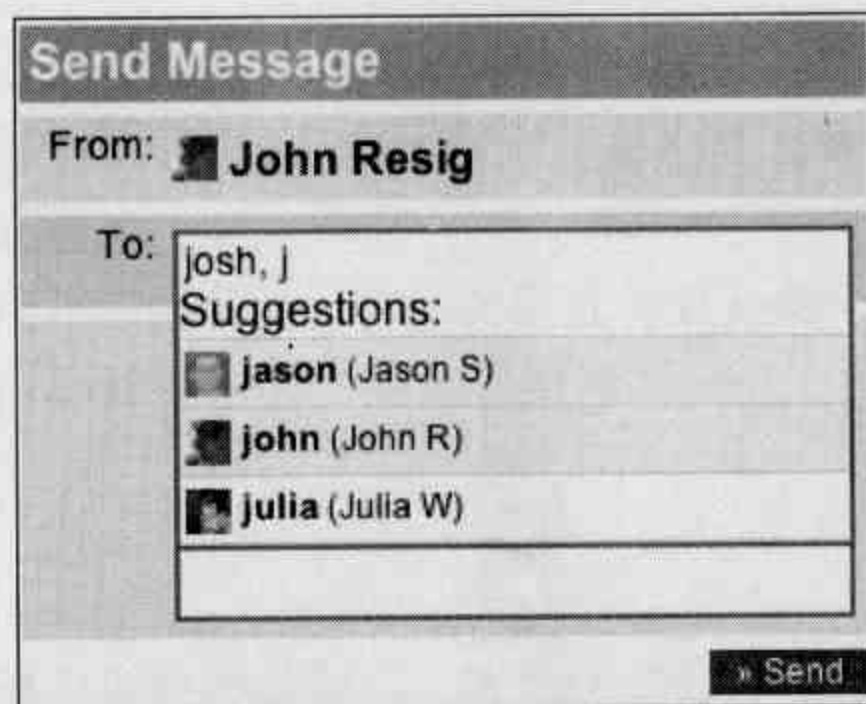 Send Message
From: John Resig
To: josh, j
Suggestions:
jason (Jason S)
john (John R)
julia (Julia W)
» Send